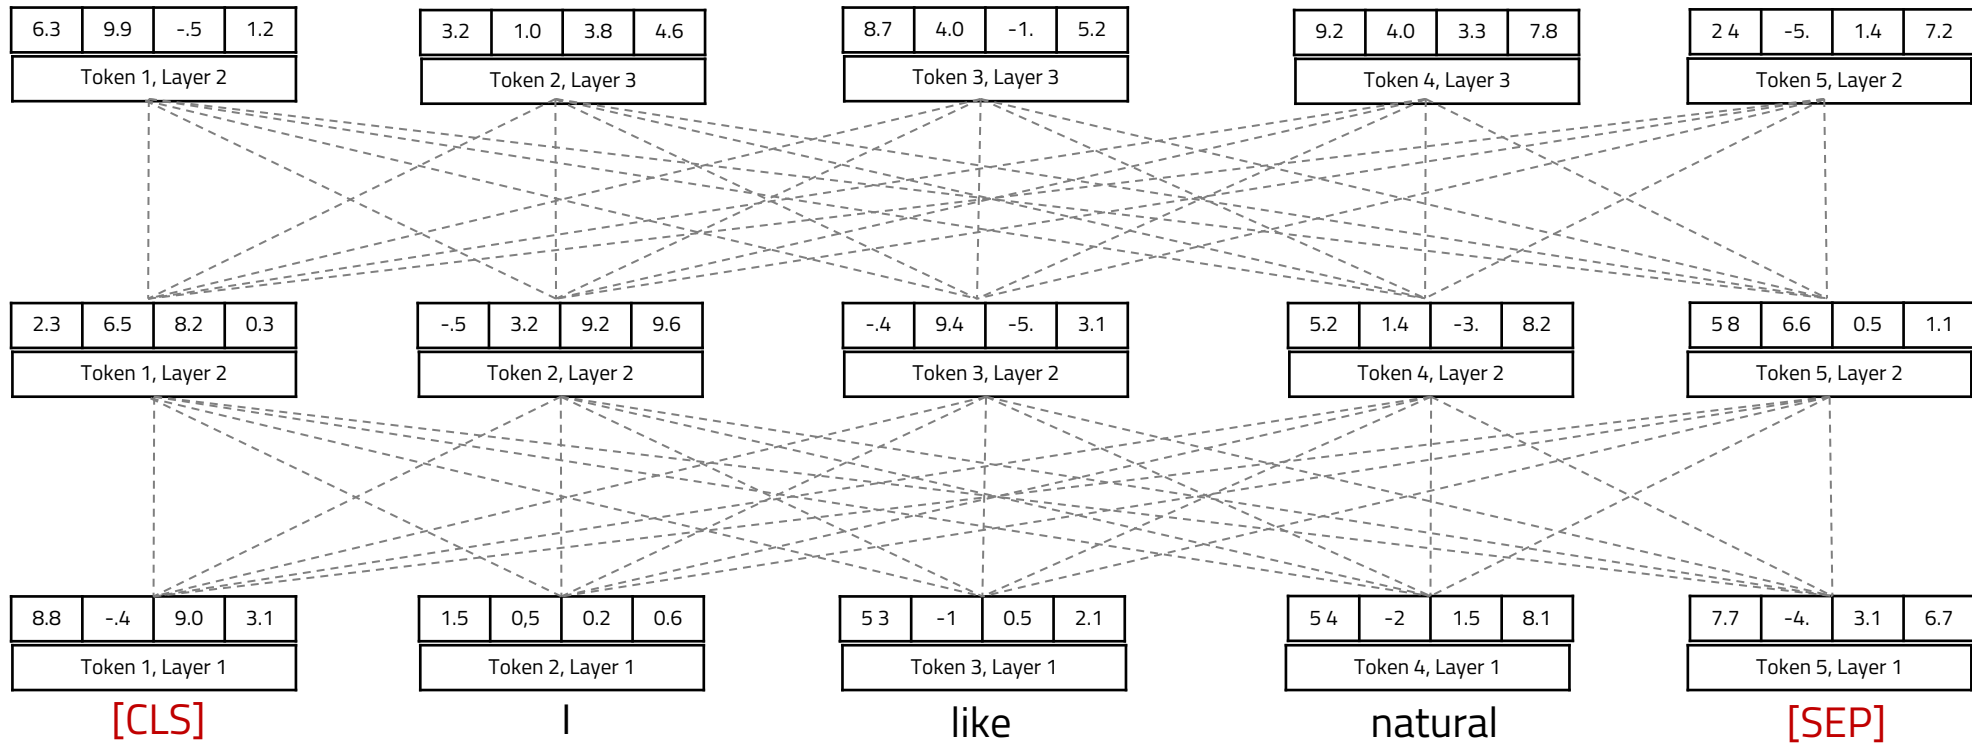 6.3 9.9 -.5 1.2 3.2 1.0 3.8 4.6 8.7 4.0 -1. 5.2 9.2 4.0 3.3 7.8 2 4 -5. 1.4 7.2
Token 1, Layer 2 Token 2, Layer 3 Token 3, Layer 3 Token 4, Layer 3 Token 5, Layer 2
2.3 6.5 8.2 0.3 -.5 3.2 9.2 9.6 -.4 9.4 -5. 3.1 5.2 1.4 -3. 8.2 5 8 6.6 0.5 1.1
Token 1, Layer 2 Token 2, Layer 2 Token 3, Layer 2 Token 4, Layer 2 Token 5, Layer 2
8.8 -.4 9.0 3.1 1.5 0,5 0.2 0.6 5 3 -1 0.5 2.1 5 4 -2 1.5 8.1 7.7 -4. 3.1 6.7
Token 1, Layer 1 Token 2, Layer 1 Token 3, Layer 1 Token 4, Layer 1 Token 5, Layer 1
[CLS] I like natural [SEP]